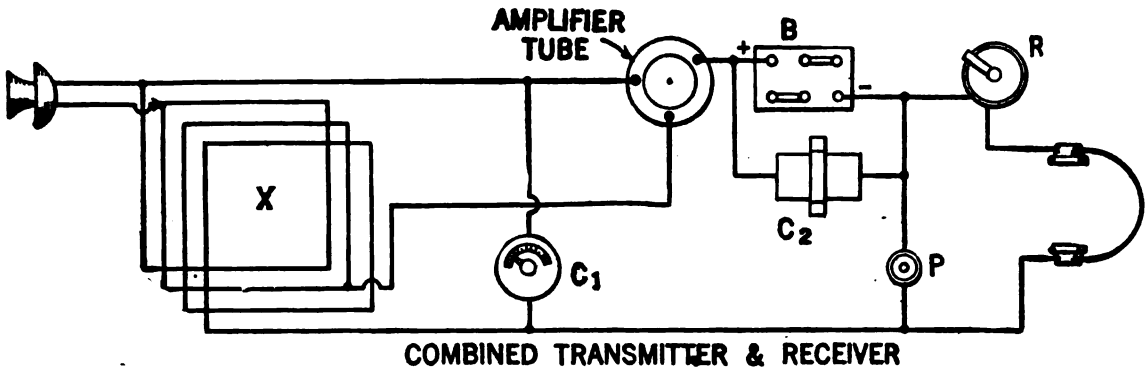 AMPLIFIER
TUBE
+
B
-
R
X
C1
C2
P
COMBINED TRANSMITTER & RECEIVER